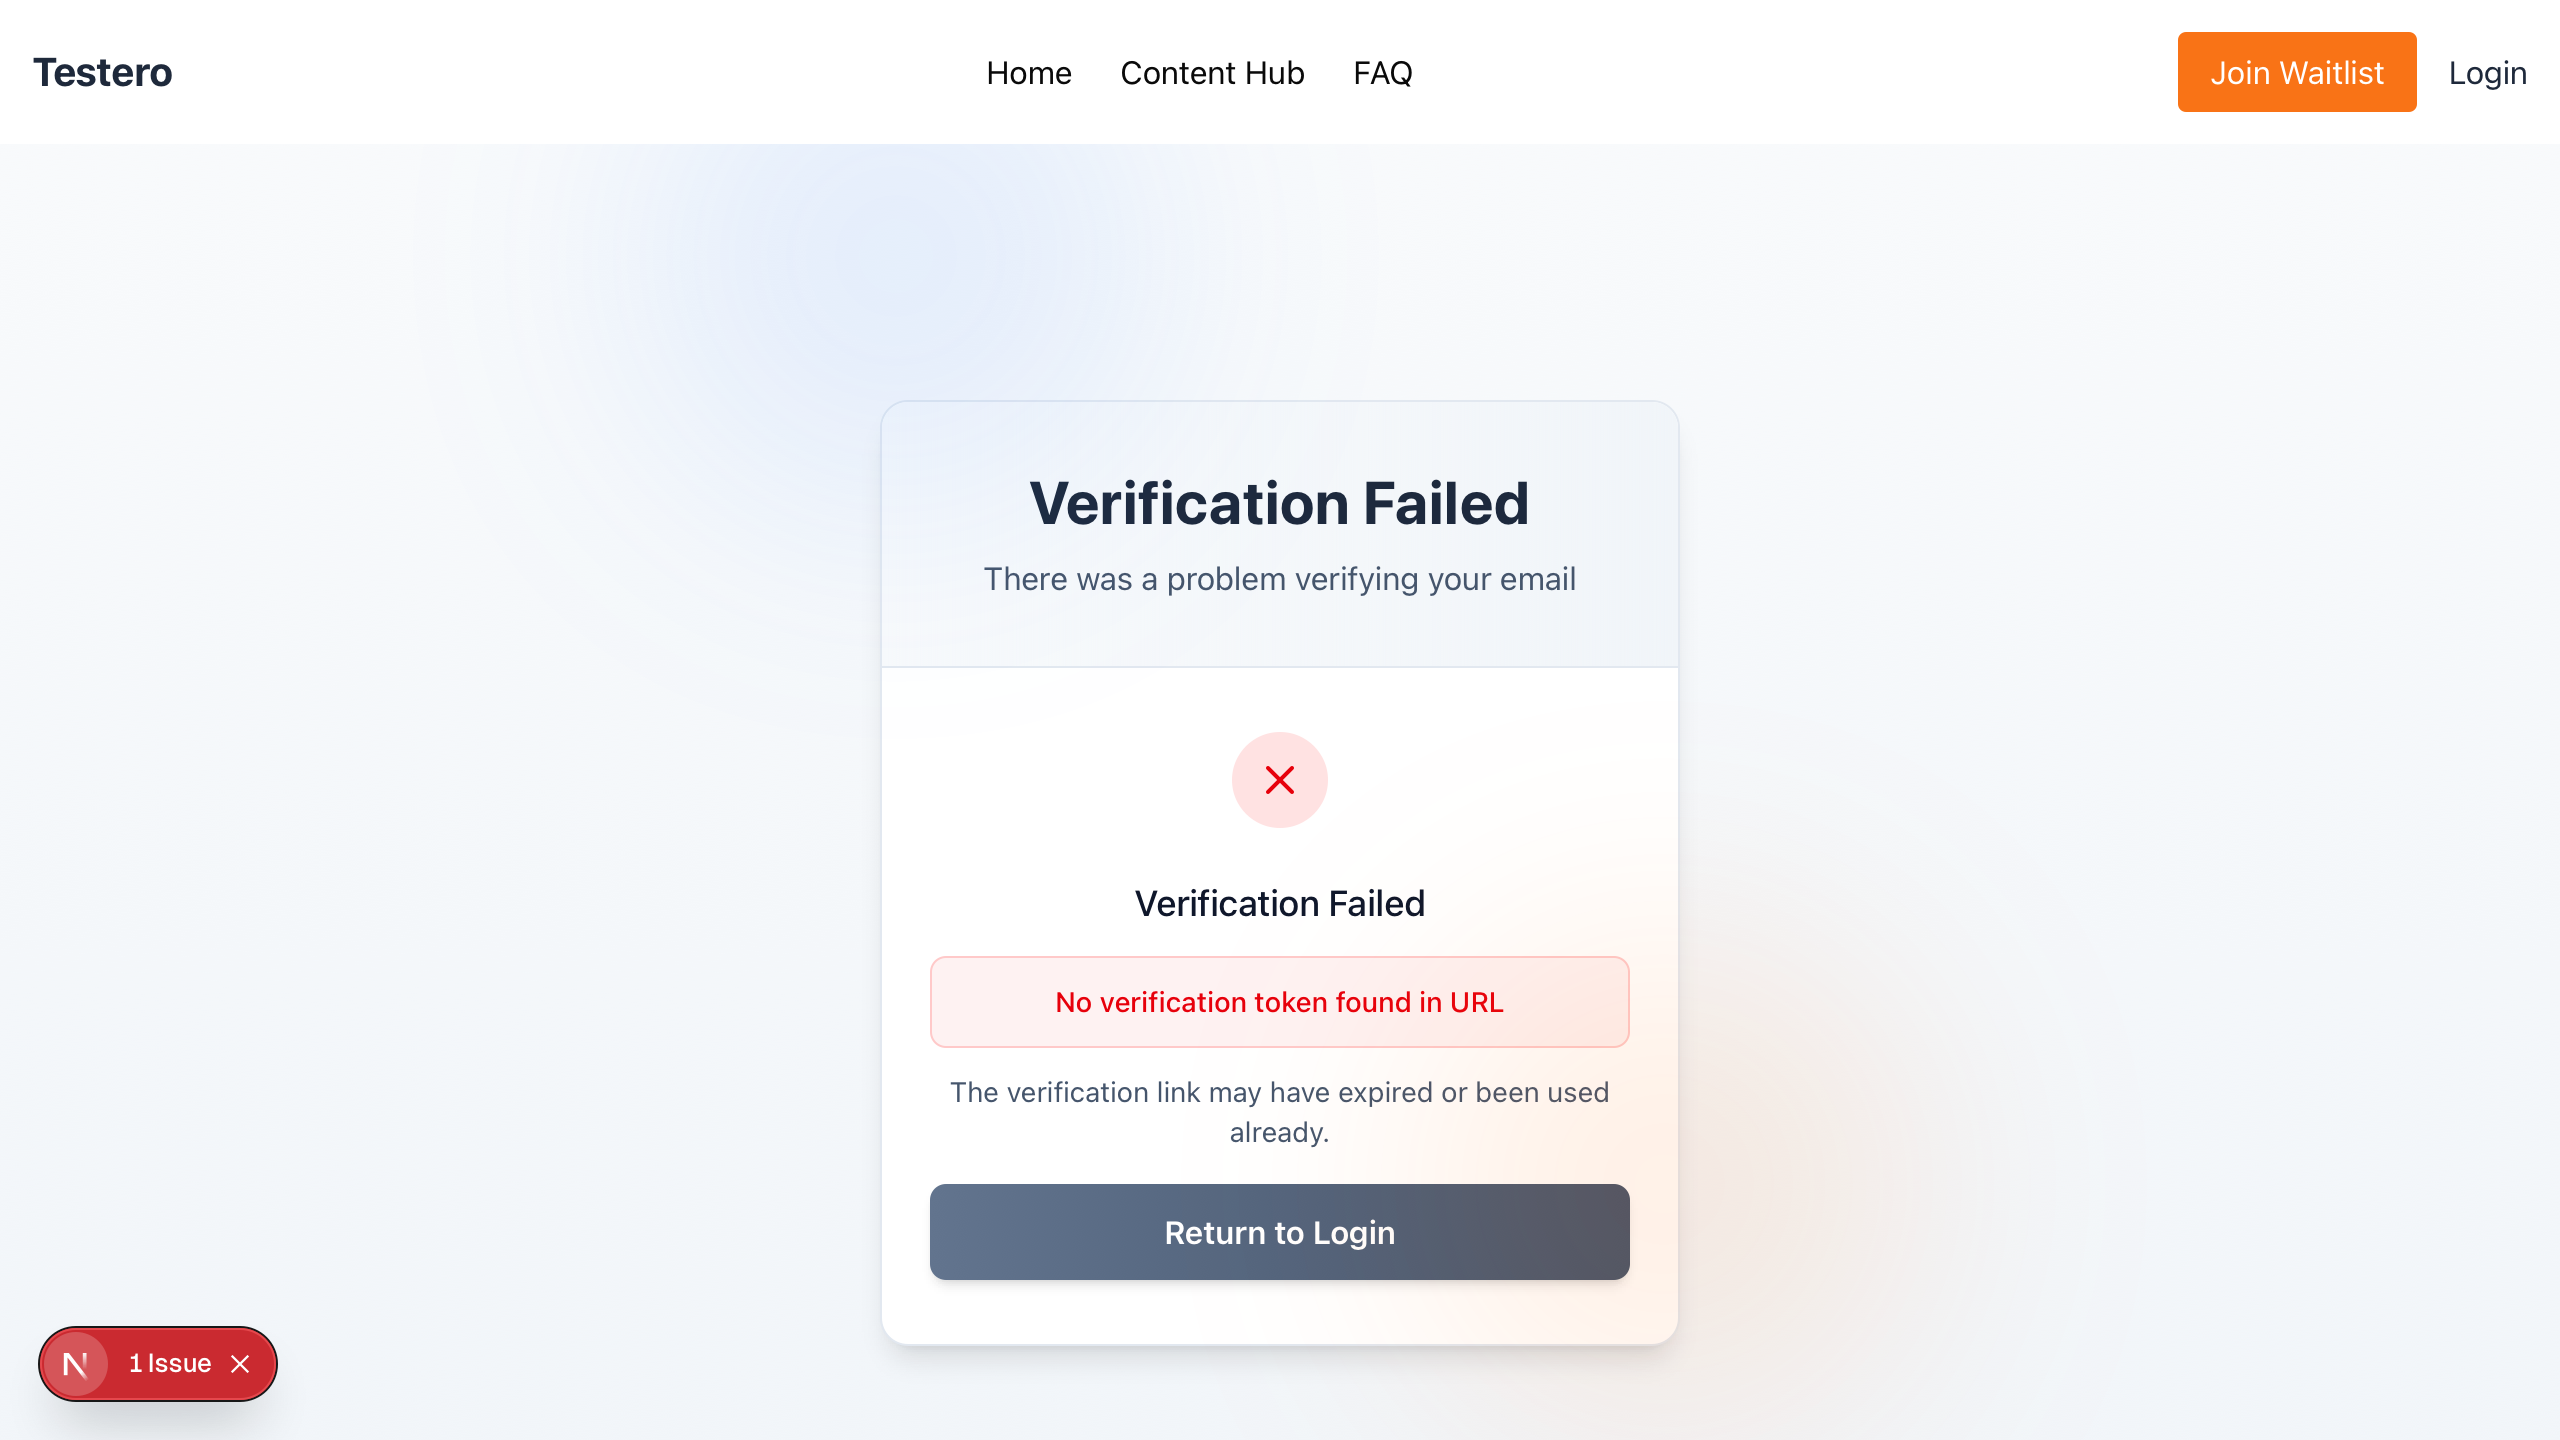 Testero
Home
Content Hub
FAQ
Join Waitlist
Login
Verification Failed
There was a problem verifying your email
Verification Failed
No verification token found in URL
The verification link may have expired or been used
already.
Return to Login
N
1 Issue